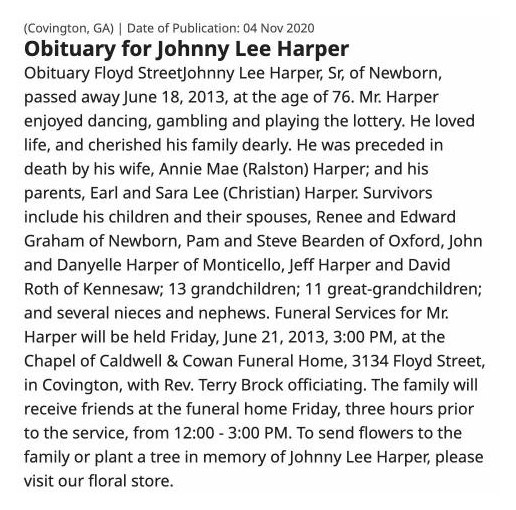 (Covington, GA) | Date of Publication: 04 Nov 2020
Obituary for Johnny Lee Harper
Obituary Floyd StreetJohnny Lee Harper, Sr, of Newborn,
passed away June 18, 2013, at the age of 76. Mr. Harper
enjoyed dancing, gambling and playing the lottery. He loved
life, and cherished his family dearly. He was preceded in
death by his wife, Annie Mae (Ralston) Harper; and his
parents, Earl and Sara Lee (Christian) Harper. Survivors
include his children and their spouses, Renee and Edward
Graham of Newborn, Pam and Steve Bearden of Oxford, John
and Danyelle Harper of Monticello, Jeff Harper and David
Roth of Kennesaw; 13 grandchildren; 11 great-grandchildren;
and several nieces and nephews. Funeral Services for Mr.
Harper will be held Friday, June 21, 2013, 3:00 PM, at the
Chapel of Caldwell & Cowan Funeral Home, 3134 Floyd Street,
in Covington, with Rev. Terry Brock officiating. The family will
receive friends at the funeral home Friday, three hours prior
to the service, from 12:00 - 3:00 PM. To send flowers to the
family or plant a tree in memory of Johnny Lee Harper, please
visit our floral store.